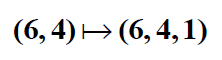 (6, 4) ↦ (6, 4, 1)